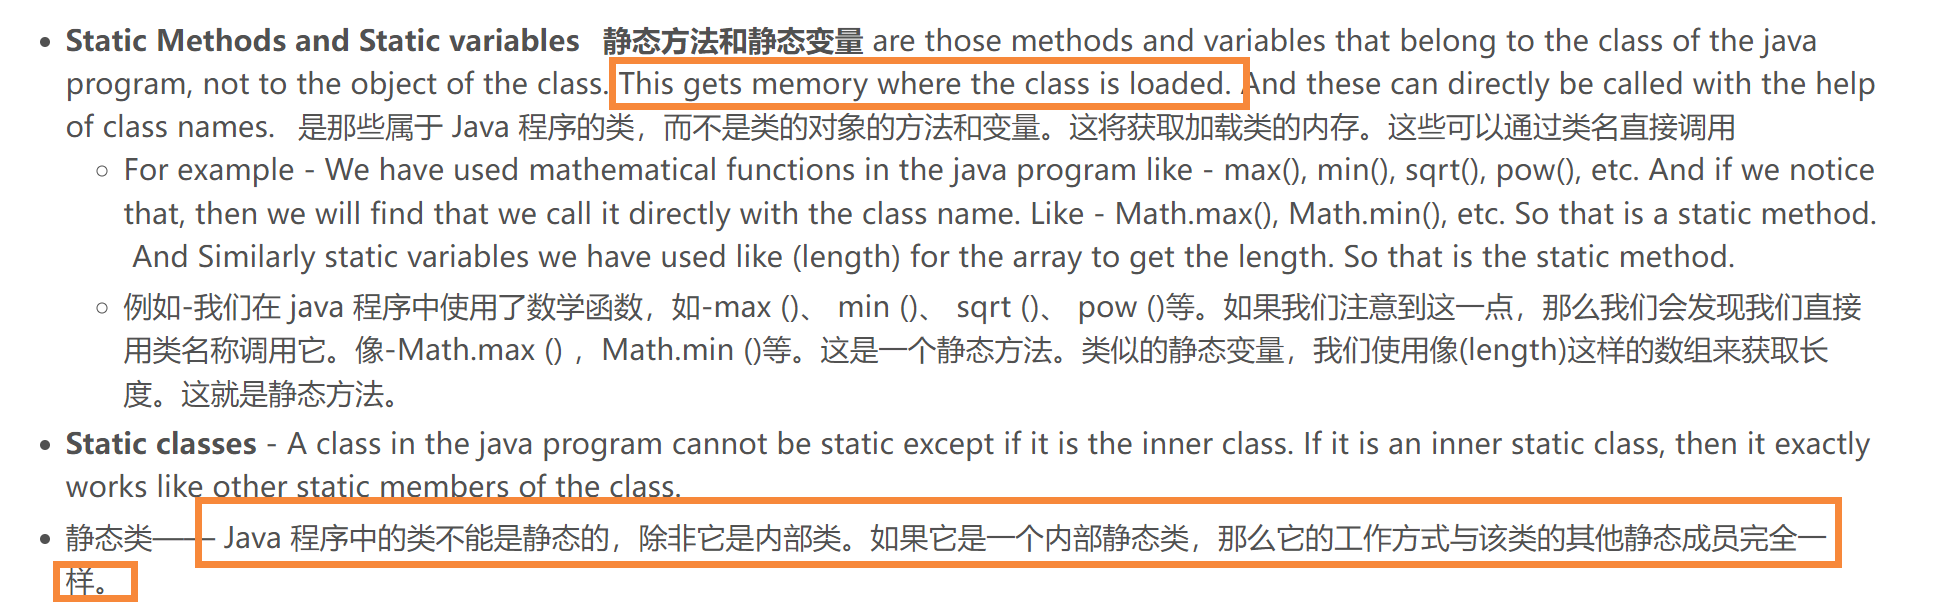 Static Methods and Static variables 静态方法和静态变量 are those methods and variables that belong to the class of the java
program, not to the object of the class. This gets memory where the class is loaded. And these can directly be called with the help
of class names. 是那些属于 Java 程序的类，而不是类的对象的方法和变量。这将获取加载类的内存。这些可以通过类名直接调用
For example - We have used mathematical functions in the java program like - max(), min(), sqrt(), pow(), etc. And if we notice
that, then we will find that we call it directly with the class name. Like - Math.max(), Math.min(), etc. So that is a static method.
And Similarly static variables we have used like (length) for the array to get the length. So that is the static method.
例如-我们在 java 程序中使用了数学函数，如-max ()、 min ()、 sqrt ()、 pow ()等。如果我们注意到这一点，那么我们会发现我们直接
用类名称调用它。像-Math.max () ，Math.min ()等。这是一个静态方法。类似的静态变量，我们使用像(length)这样的数组来获取长
度。这就是静态方法。
Static classes - A class in the java program cannot be static except if it is the inner class. If it is an inner static class, then it exactly
works like other static members of the class.
静态类—— Java 程序中的类不能是静态的，除非它是内部类。如果它是一个内部静态类，那么它的工作方式与该类的其他静态成员完全一
样。